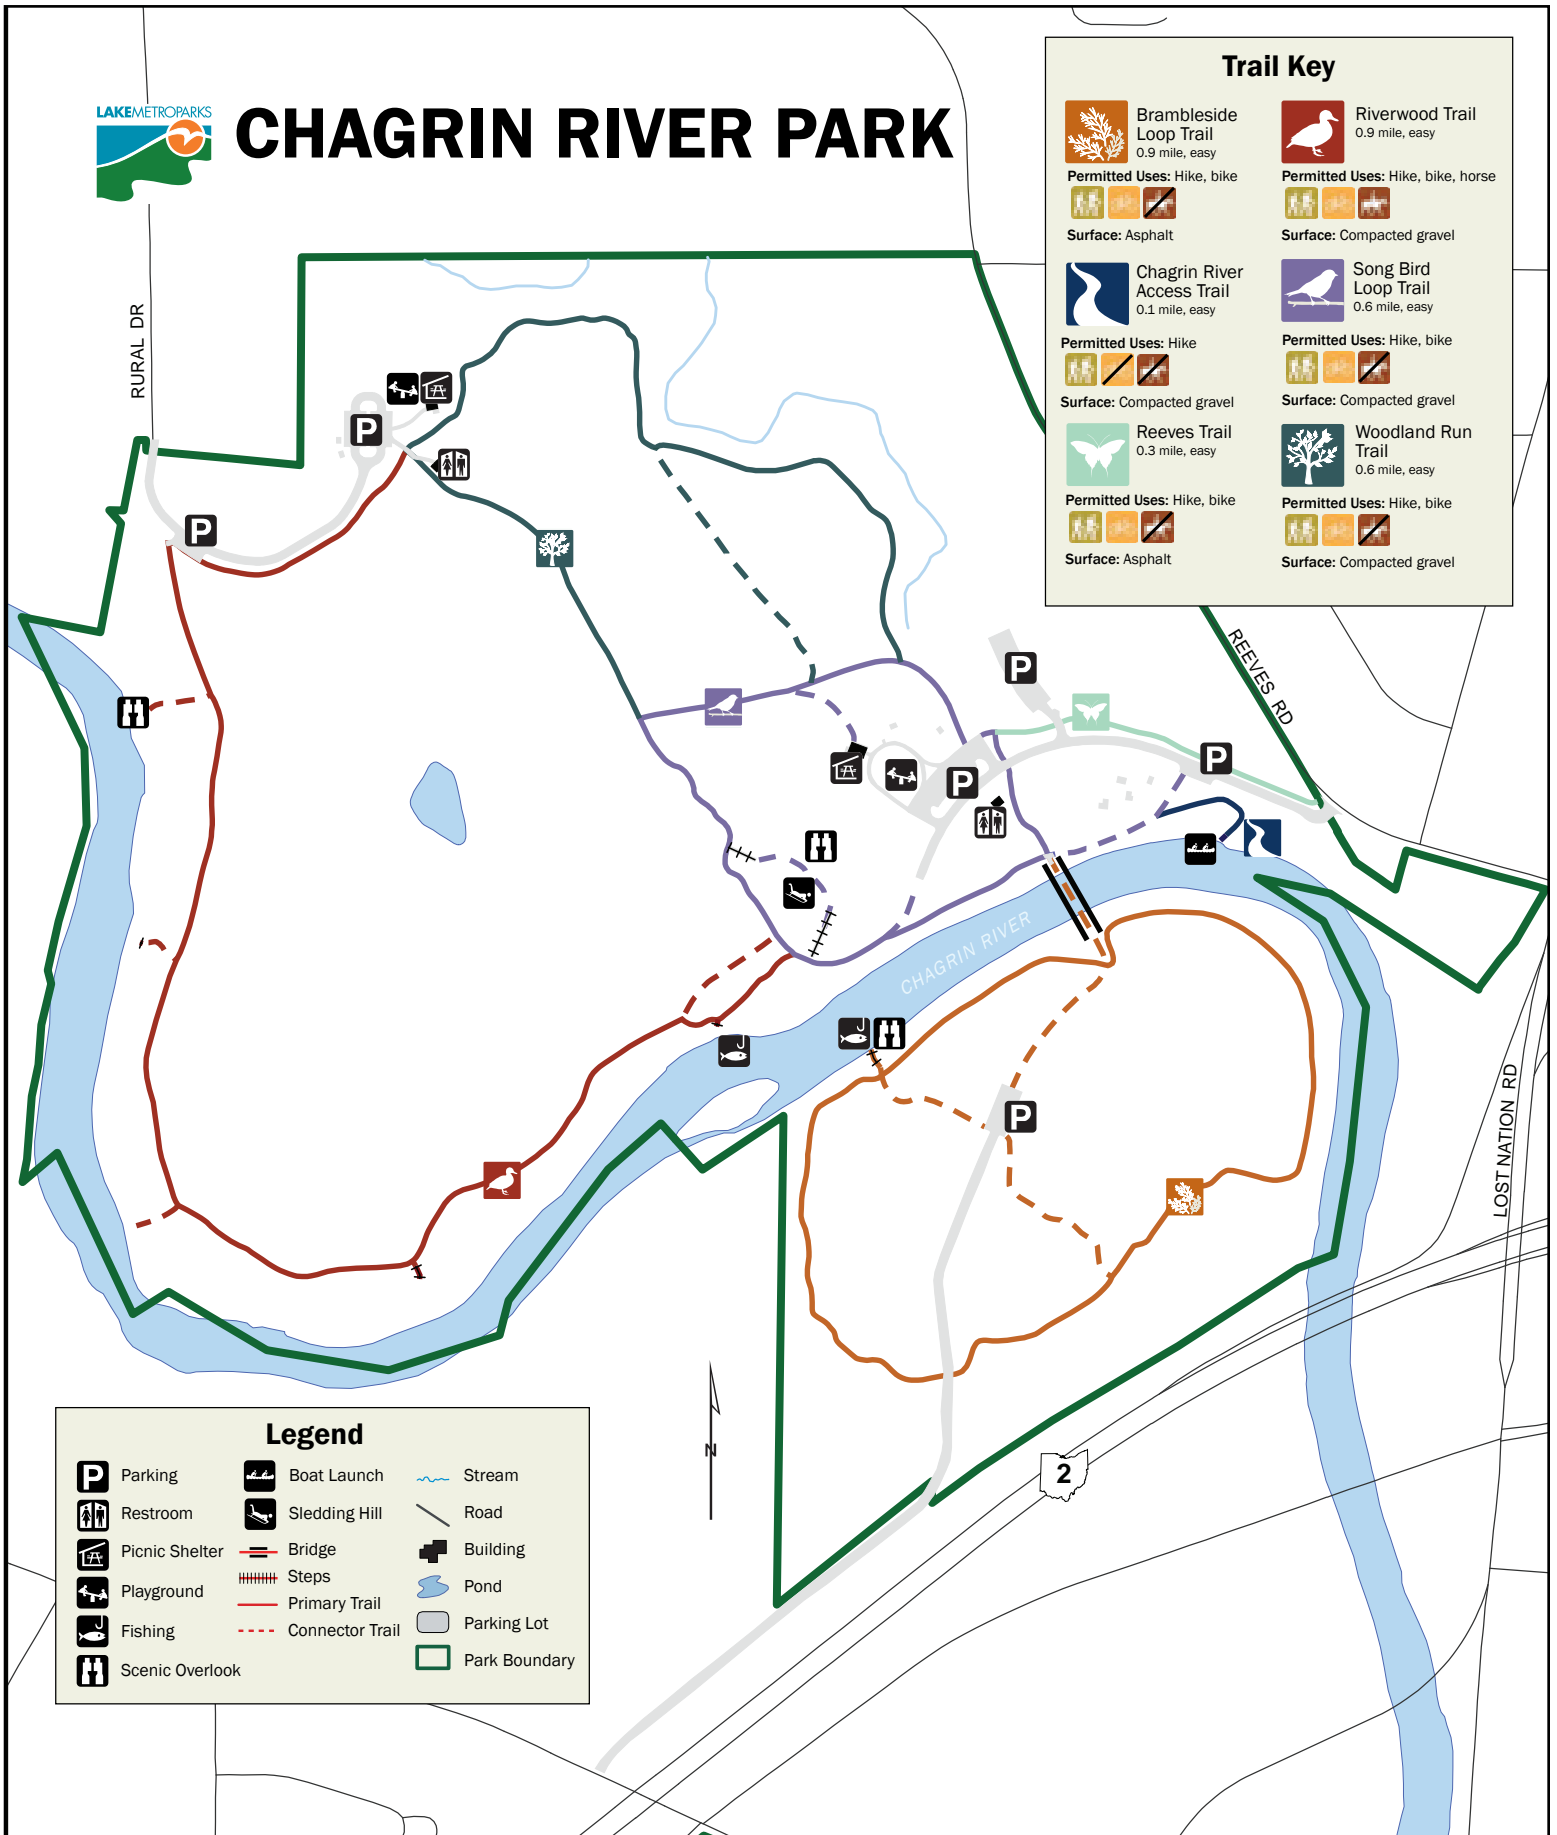 LAKEMETROPARKS
CHAGRIN RIVER PARK
Trail Key
Brambleside
Loop Trail
0.9 mile, easy
Permitted Uses: Hike, bike
Surface: Asphalt
Riverwood Trail
0.9 mile, easy
Permitted Uses: Hike, bike, horse
Surface: Compacted gravel
Chagrin River
Access Trail
0.1 mile, easy
Permitted Uses: Hike
Surface: Compacted gravel
Song Bird
Loop Trail
0.6 mile, easy
Permitted Uses: Hike, bike
Surface: Compacted gravel
Reeves Trail
0.3 mile, easy
Permitted Uses: Hike, bike
Surface: Asphalt
Woodland Run
Trail
0.6 mile, easy
Permitted Uses: Hike, bike
Surface: Compacted gravel
RURAL DR
P
P
P
REEVES RD
P
P
CHAGRIN RIVER
P
LOST NATION RD
N
2
Legend
P Parking
Restroom
Picnic Shelter
Playground
Fishing
Scenic Overlook
Boat Launch
Sledding Hill
Bridge
Steps
Primary Trail
Connector Trail
Stream
Road
Building
Pond
Parking Lot
Park Boundary